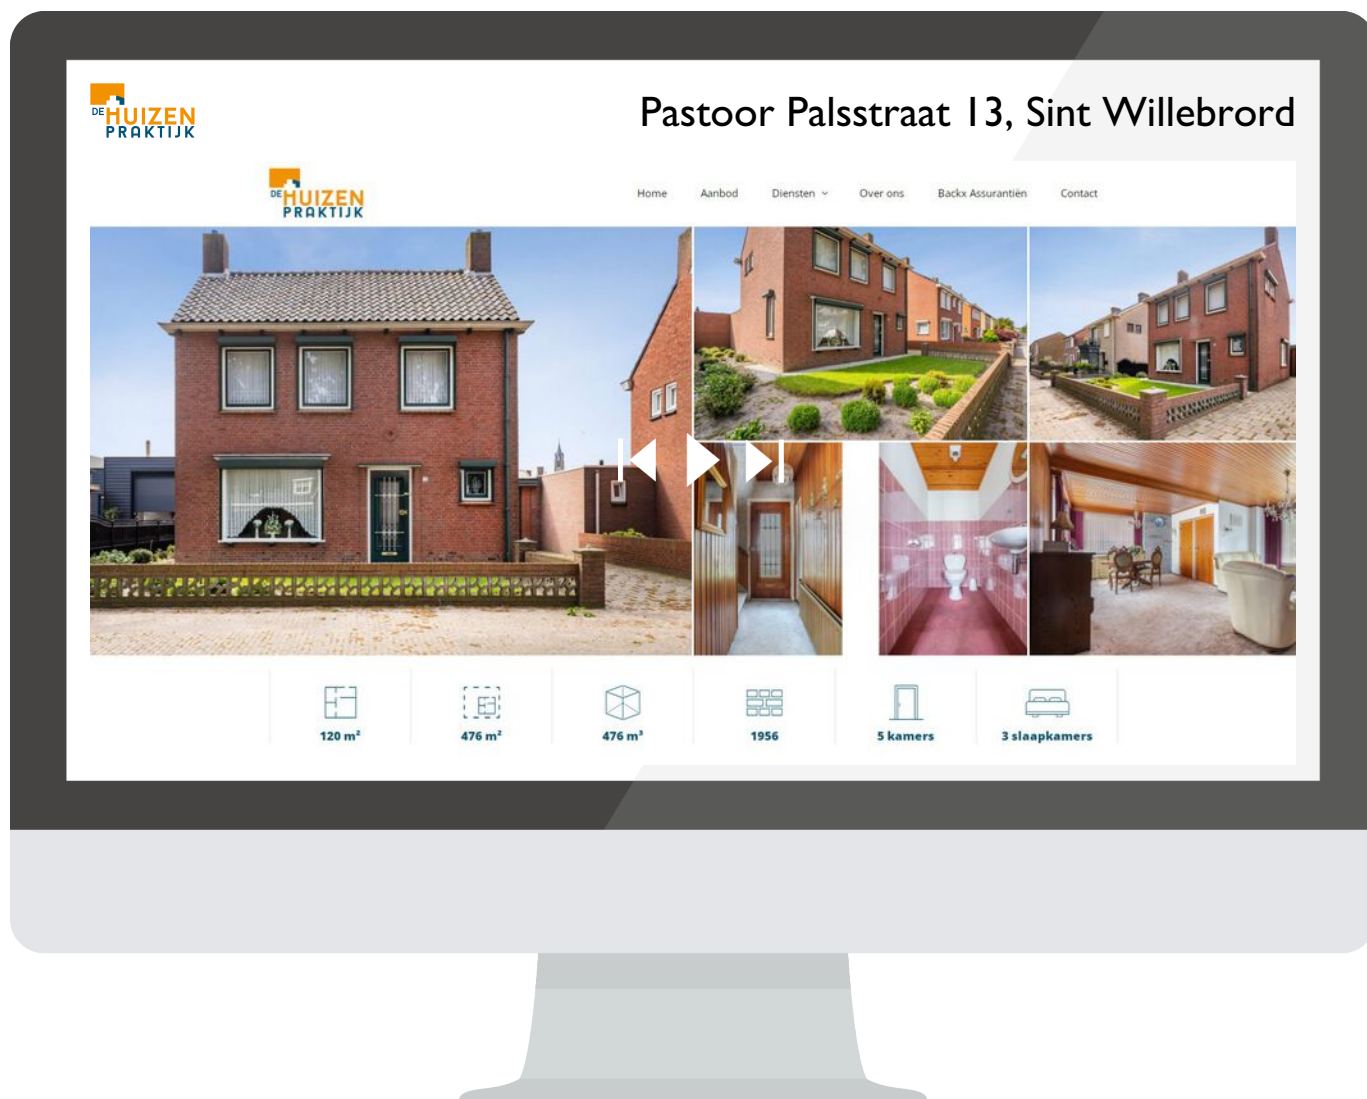 DE HUIZEN
PRAKTIJK
Pastoor Palsstraat 13, Sint Willebrord
DE HUIZEN
PRAKTIJK
Home Aanbod Diensten Over ons Backx Assurantiën Contact
120 m² 476 m² 476 m³ 1956 5 kamers 3 slaapkamers